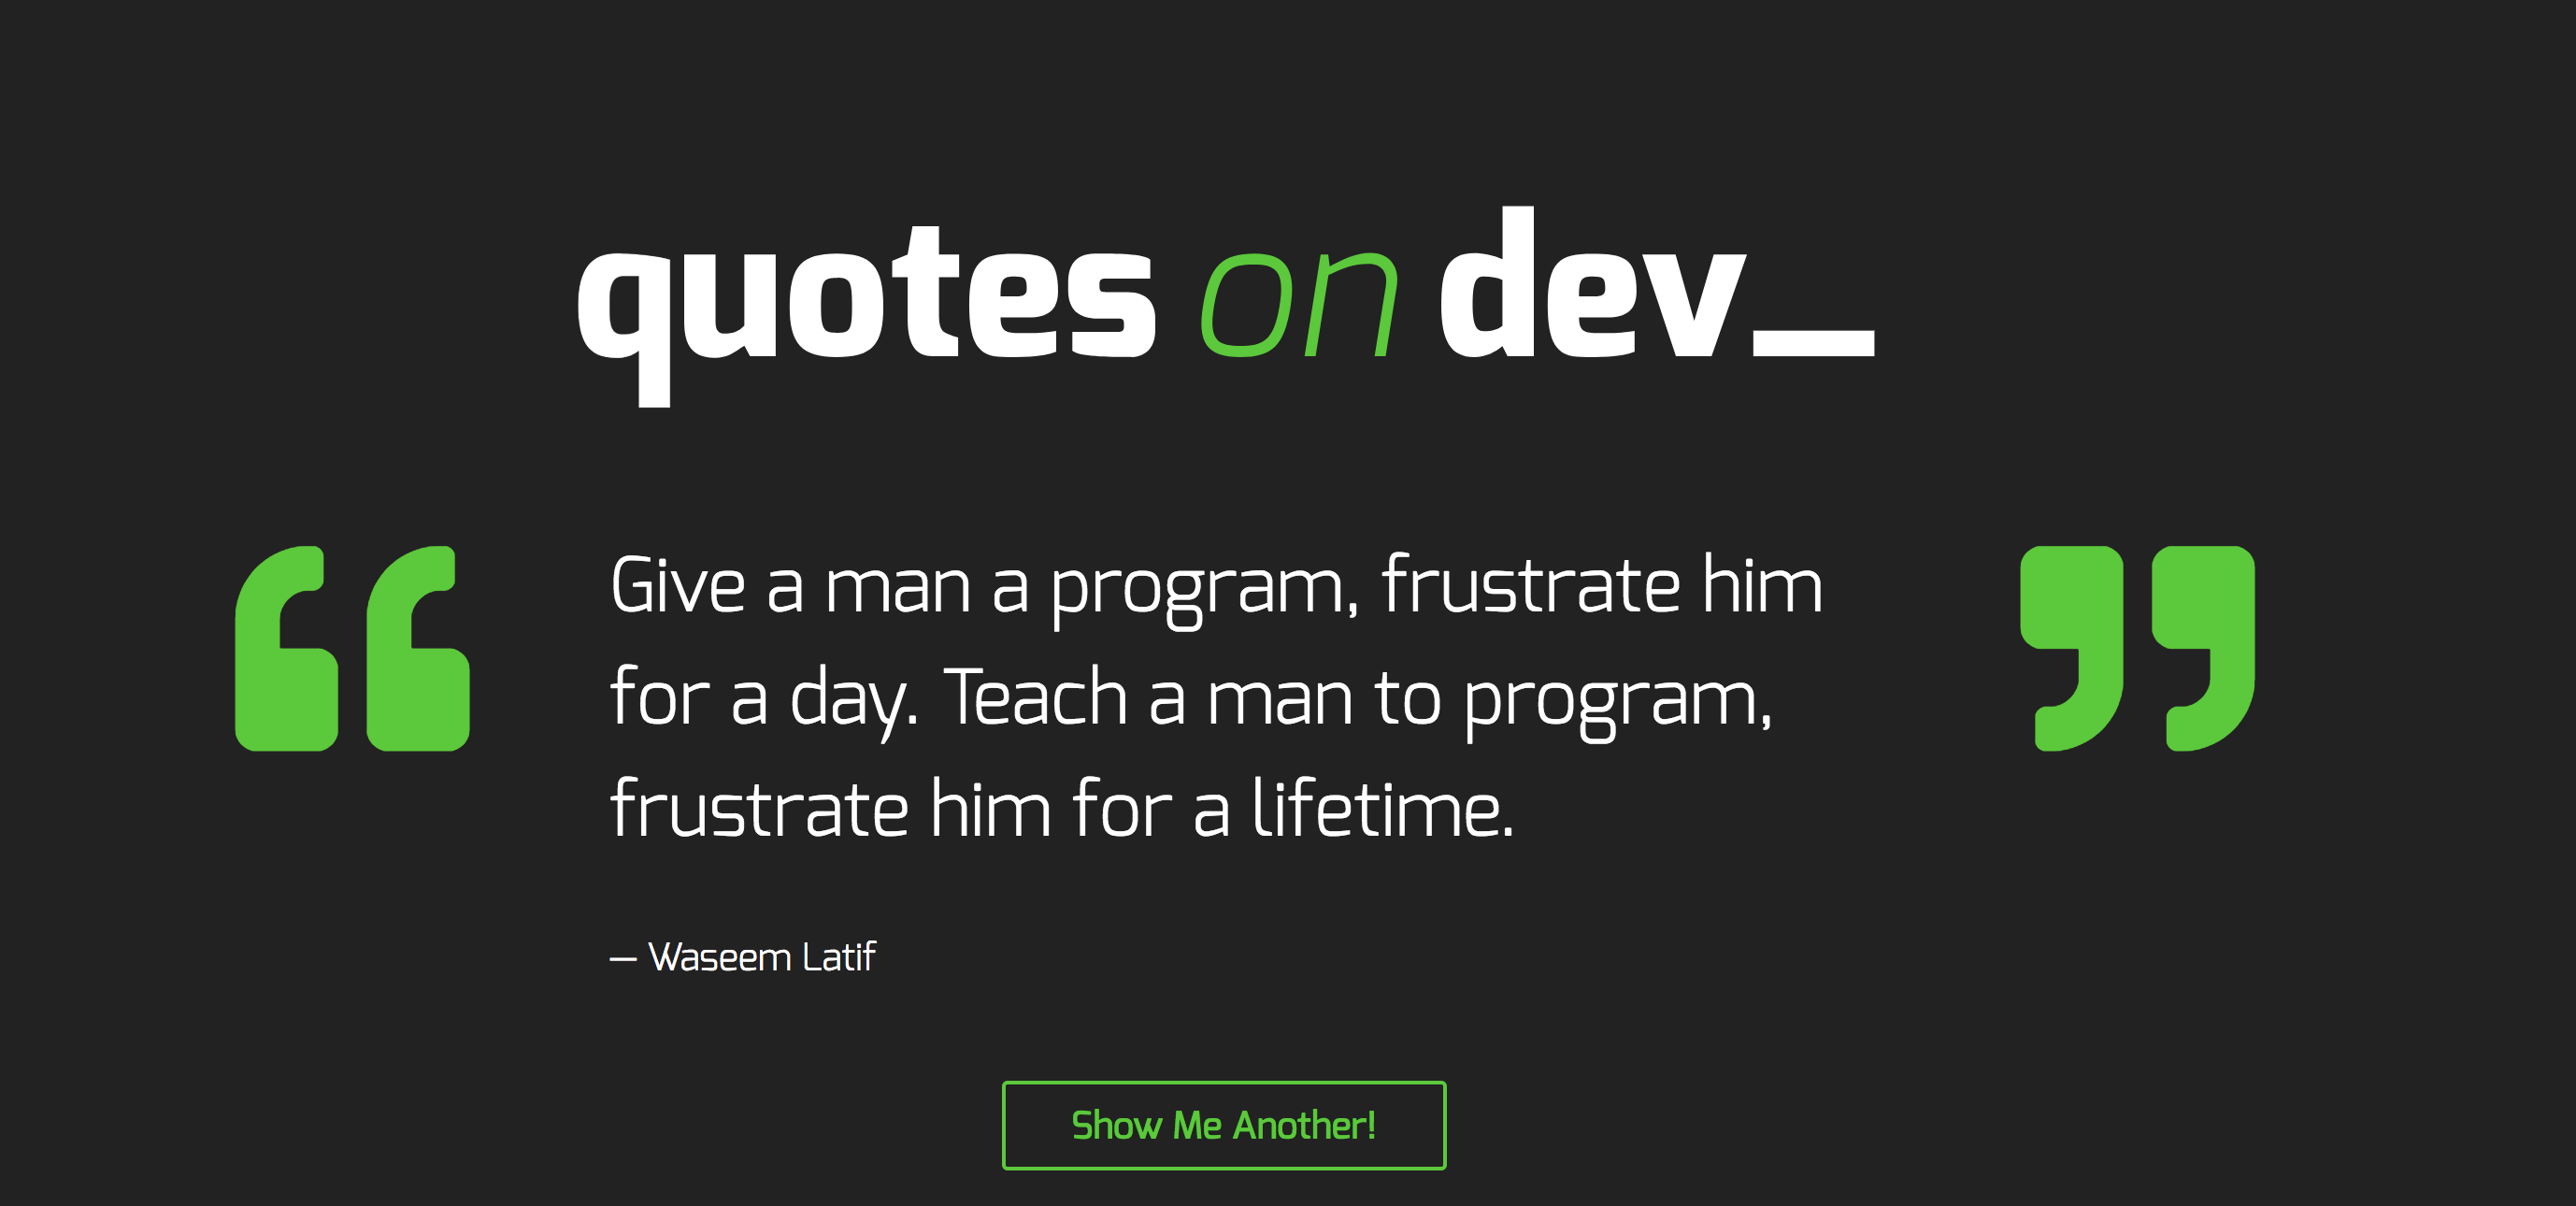 quotes on dev_
Give a man a program, frustrate him
for a day. Teach a man to program,
frustrate him for a lifetime.
— Waseem Latif
Show Me Another!